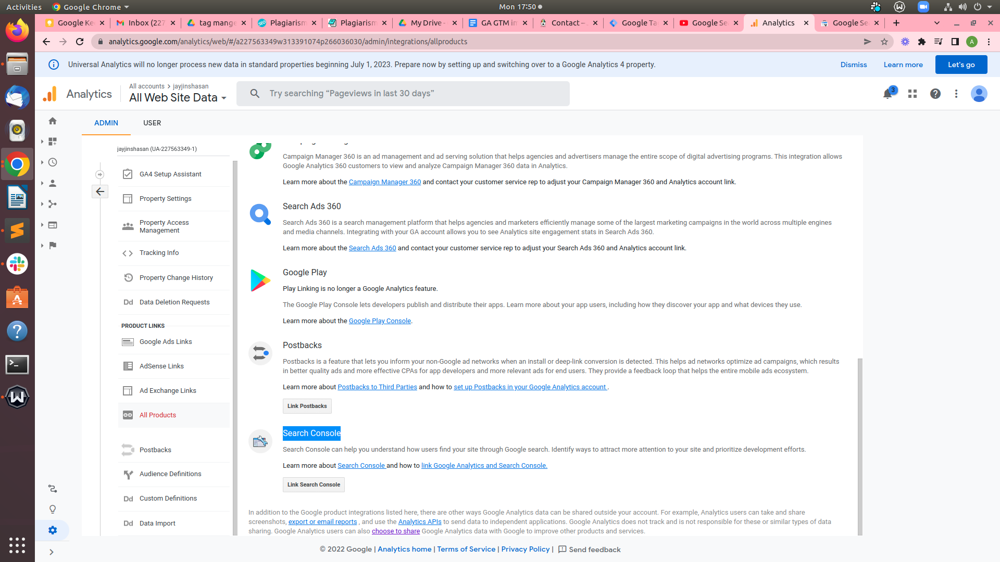 Activities
Google Chrome
Mon 17:50
Google Ke
Inbox (227
tag mange
Plagiarism
Plagiarism
My Drive -
GA GTM in
Contact –
Google Ta
Google Se
Analytics
Google Se
analytics.google.com/analytics/web/#/a227563349w313391074p266036030/admin/integrations/allproducts
A
Universal Analytics will no longer process new data in standard properties beginning July 1, 2023. Prepare now by setting up and switching over to a Google Analytics 4 property.
Dismiss
Learn more
Let's go
Analytics
All accounts > jayjinshasan
All Web Site Data
Try searching “Pageviews in last 30 days”
3
ADMIN
USER
jayjinshasan (UA-227563349-1)
GA4 Setup Assistant
Property Settings
Property Access
Management
Tracking Info
Property Change History
Dd Data Deletion Requests
PRODUCT LINKS
Google Ads Links
AdSense Links
Ad Exchange Links
All Products
Postbacks
Audience Definitions
Dd Custom Definitions
Dd Data Import
Campaign Manager 360 is an ad management and ad serving solution that helps agencies and advertisers manage the entire scope of digital advertising programs. This integration allows
Google Analytics 360 customers to view and analyze Campaign Manager 360 data in Analytics.
Learn more about the Campaign Manager 360 and contact your customer service rep to adjust your Campaign Manager 360 and Analytics account link.
Search Ads 360
Search Ads 360 is a search management platform that helps agencies and marketers efficiently manage some of the largest marketing campaigns in the world across multiple engines
and media channels. Integrating with your GA account allows you to see Analytics site engagement stats in Search Ads 360.
Learn more about the Search Ads 360 and contact your customer service rep to adjust your Search Ads 360 and Analytics account link.
Google Play
Play Linking is no longer a Google Analytics feature.
The Google Play Console lets developers publish and distribute their apps. Learn more about your app users, including how they discover your app and what devices they use.
Learn more about the Google Play Console.
Postbacks
Postbacks is a feature that lets you inform your non-Google ad networks when an install or deep-link conversion is detected. This helps ad networks optimize ad campaigns, which results
in better quality ads and more effective CPAs for app developers and more relevant ads for end users. They provide a feedback loop that helps the entire mobile ads ecosystem.
Learn more about Postbacks to Third Parties and how to set up Postbacks in your Google Analytics account .
Link Postbacks
Search Console
Search Console can help you understand how users find your site through Google search. Identify ways to attract more attention to your site and prioritize development efforts.
Learn more about Search Console and how to link Google Analytics and Search Console.
Link Search Console
In addition to the Google product integrations listed here, there are other ways Google Analytics data can be shared outside your account. For example, Analytics users can take and share
screenshots, export or email reports , and use the Analytics APIs to send data to independent applications. Google Analytics does not track and is not responsible for these or similar types of data
sharing. Google Analytics users can also choose to share Google Analytics data with Google to improve other products and services.
© 2022 Google | Analytics home | Terms of Service | Privacy Policy | Send feedback